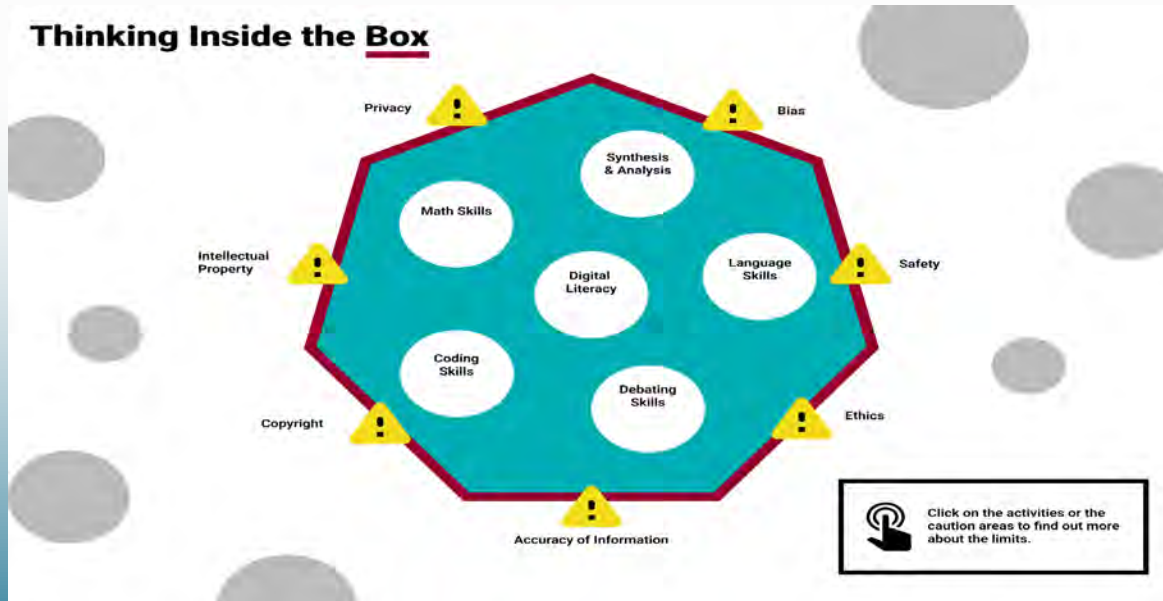 Thinking Inside the Box
Privacy
Bias
Synthesis
& Analysis
Math Skills
Intellectual
Property
Digital
Literacy
Language
Skills
Safety
Coding
Skills
Debating
Skills
Copyright
Ethics
Accuracy of Information
Click on the activities or the
caution areas to find out more
about the limits.